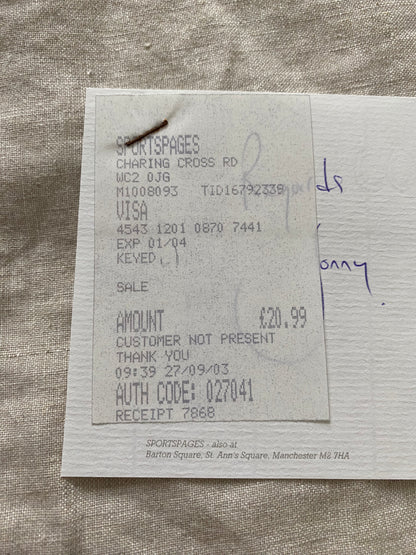 SPORTSPAGES
CHARING CROSS RD
WC2 0JG
M1008093 TID16792339
VISA
4543 1201 0870 7441
EXP 01/04
KEYED
SALE
AMOUNT £20.99
CUSTOMER NOT PRESENT
THANK YOU
09:39 27/09/03
AUTH CODE: 027041
RECEIPT 7868
Regards
SPORTSPAGES - also at
Barton Square, St. Ann's Square, Manchester M2 7HA